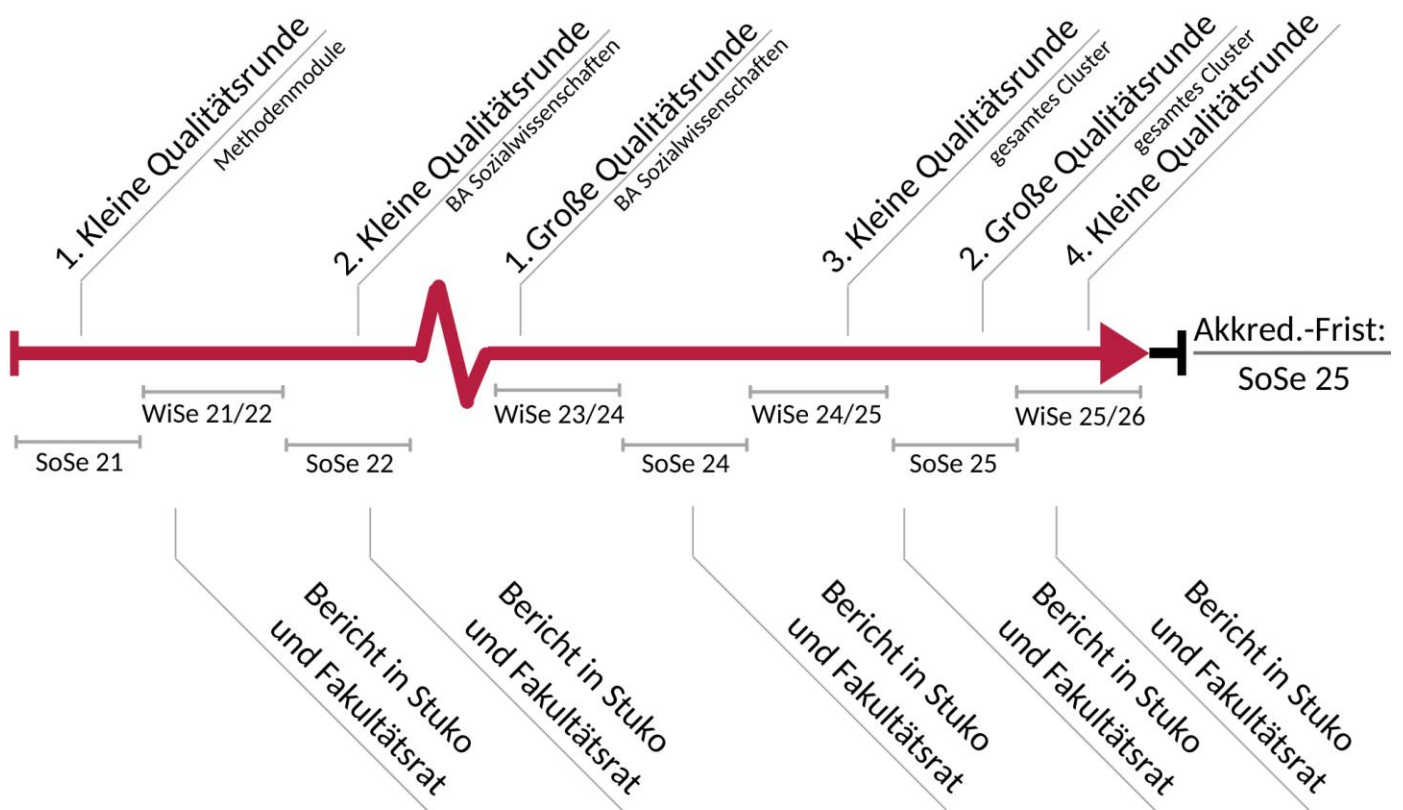 1. Kleine Qualitätsrunde
Methodenmodule
2. Kleine Qualitätsrunde
BA Sozialwissenschaften
1. Große Qualitätsrunde
BA Sozialwissenschaften
3. Kleine Qualitätsrunde
gesamtes Cluster
2. Große Qualitätsrunde
gesamtes Cluster
4. Kleine Qualitätsrunde
Akkred.-Frist:
SoSe 25
WiSe 21/22
WiSe 23/24
WiSe 24/25
WiSe 25/26
SoSe 21
SoSe 22
SoSe 24
SoSe 25
Bericht in Stuko
und Fakultätsrat
Bericht in Stuko
und Fakultätsrat
Bericht in Stuko
und Fakultätsrat
Bericht in Stuko
und Fakultätsrat
Bericht in Stuko
und Fakultätsrat